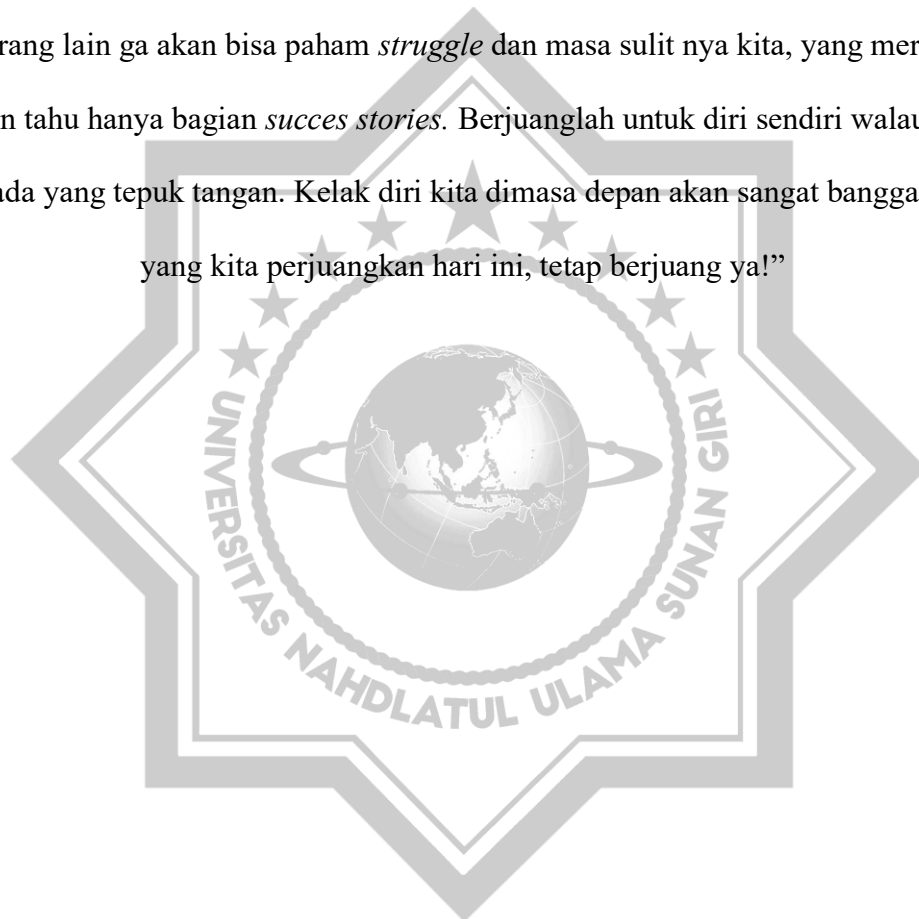 rang lain ga akan bisa paham struggle dan masa sulit nya kita, yang mer
n tahu hanya bagian succes stories. Berjuanglah untuk diri sendiri walau
ada yang tepuk tangan. Kelak diri kita dimasa depan akan sangat bangga
yang kita perjuangkan hari ini, tetap berjuang ya!”
UNIVERSITAS NAHDLATUL ULAMA SUNAN GIRI